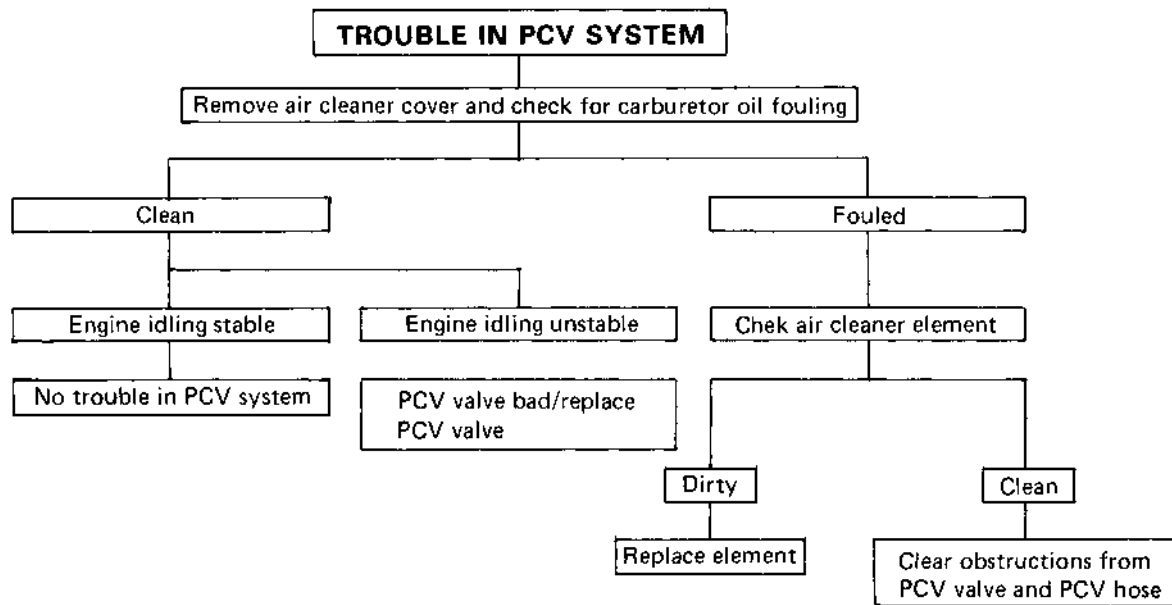 TROUBLE IN PCV SYSTEM
Remove air cleaner cover and check for carburetor oil fouling
Clean
Fouled
Engine idling stable
Engine idling unstable
Chek air cleaner element
No trouble in PCV system
PCV valve bad/replace
PCV valve
Dirty
Clean
Replace element
Clear obstructions from
PCV valve and PCV hose